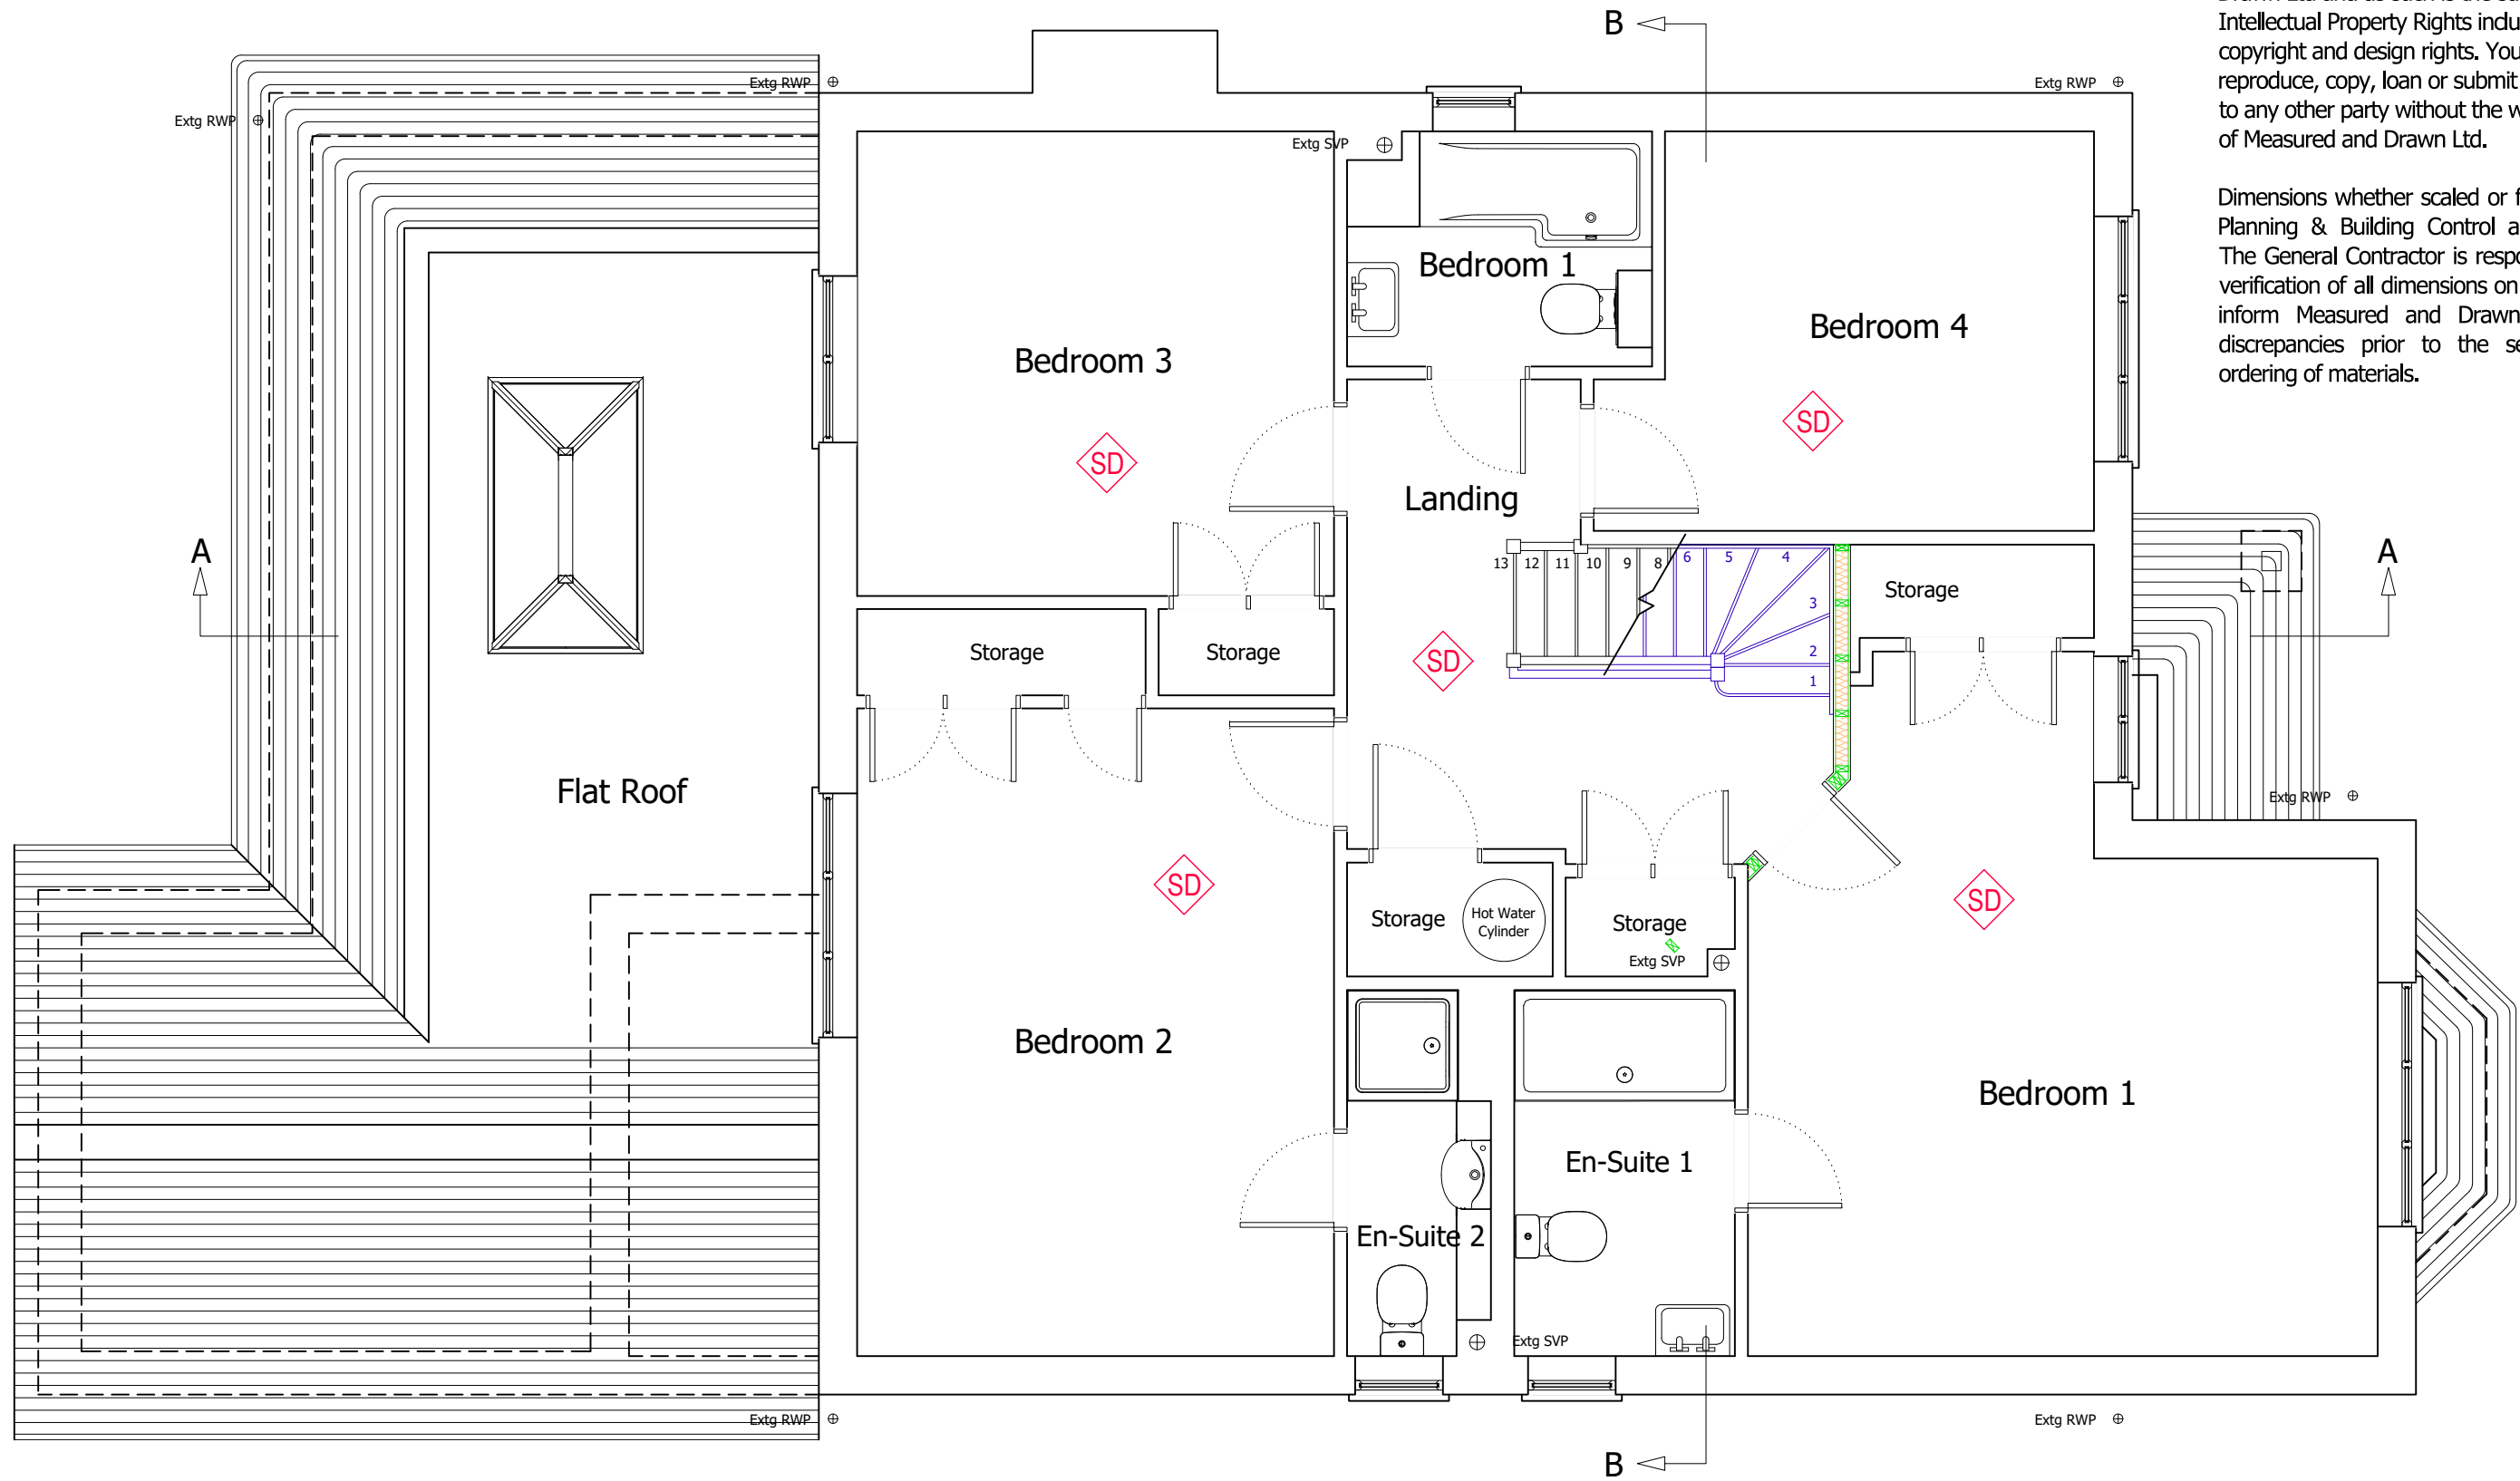 Intellectual Property Rights
copyright and design rights. You
reproduce, copy, loan or submit
to any other party without the
of Measured and Drawn Ltd.
Dimensions whether scaled or
Planning & Building Control
The General Contractor is
verification of all dimensions on
inform Measured and Drawn
discrepancies prior to the
ordering of materials.
B
Extg RWP
Extg RWP
Extg RWP
Extg SVP
Bedroom 1
Bedroom 3
Bedroom 4
SD
SD
Landing
A
A
13 12 11 10 9 8 6 5 4
3
2
1
Storage
Storage
Storage
SD
Flat Roof
Extg RWP
SD
SD
Storage
Hot Water
Cylinder
Storage
Extg SVP
Bedroom 2
Bedroom 1
En-Suite 1
En-Suite 2
Extg SVP
Extg RWP
Extg RWP
B